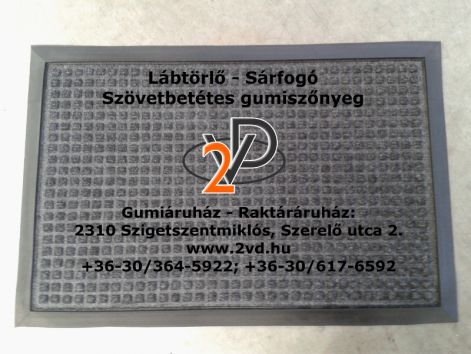 Lábtörlő - Sárfogó
Szövetbetétes gumiszőnyeg
2VD
Gumiáruház - Raktáráruház:
2310 Szigetszentmiklós, Szerelő utca 2.
www.2vd.hu
+36-30/364-5922; +36-30/617-6592